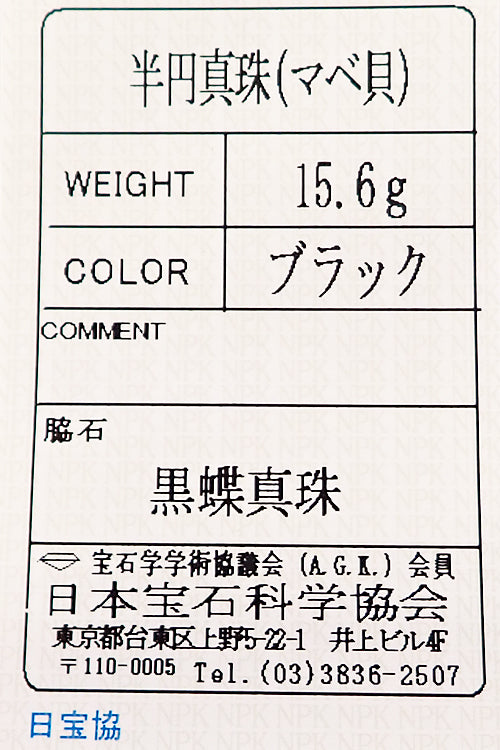 半円真珠(マベ貝)
WEIGHT 15.6g
COLOR ブラック
COMMENT
脇石
黒蝶真珠
宝石学学術協議会 (A.G.K.) 会員
日本宝石科学協会
東京都台東区上野5-22-1 井上ビル4F
〒110-0005 Tel.(03)3836-2507
日宝協